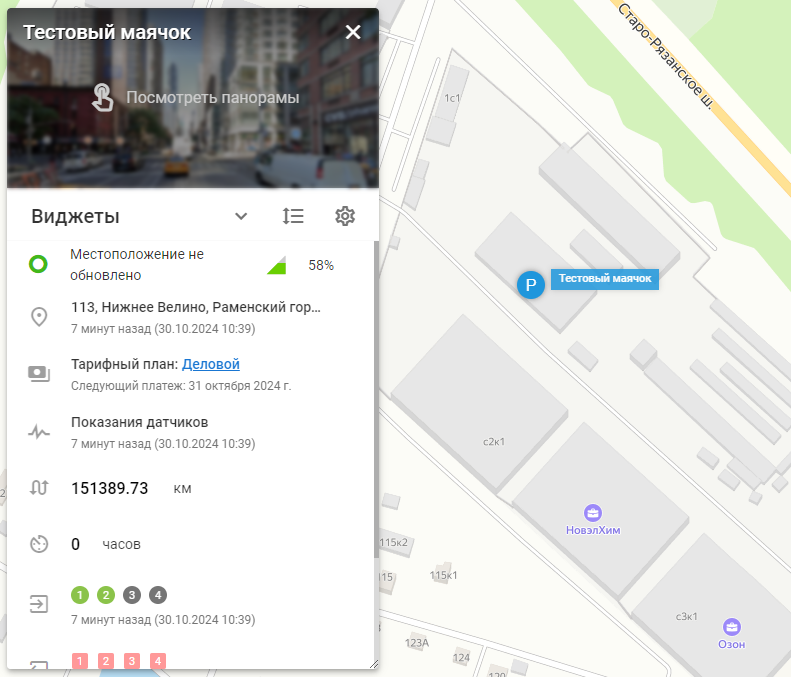 Тестовый маячок
Посмотреть панорамы
Виджеты
Местоположение не
обновлено
58%
113, Нижнее Велино, Раменский гор...
7 минут назад (30.10.2024 10:39)
Тарифный план: Деловой
Следующий платеж: 31 октября 2024 г.
Показания датчиков
7 минут назад (30.10.2024 10:39)
151389.73 км
0 часов
1 2 3 4
7 минут назад (30.10.2024 10:39)
1 2 3 4
Старо-Рязанское ш.
1с1
P
Тестовый маячок
с2к1
НовэлХим
115к2
115
115к1
с3к1
Озон
123А
124
120